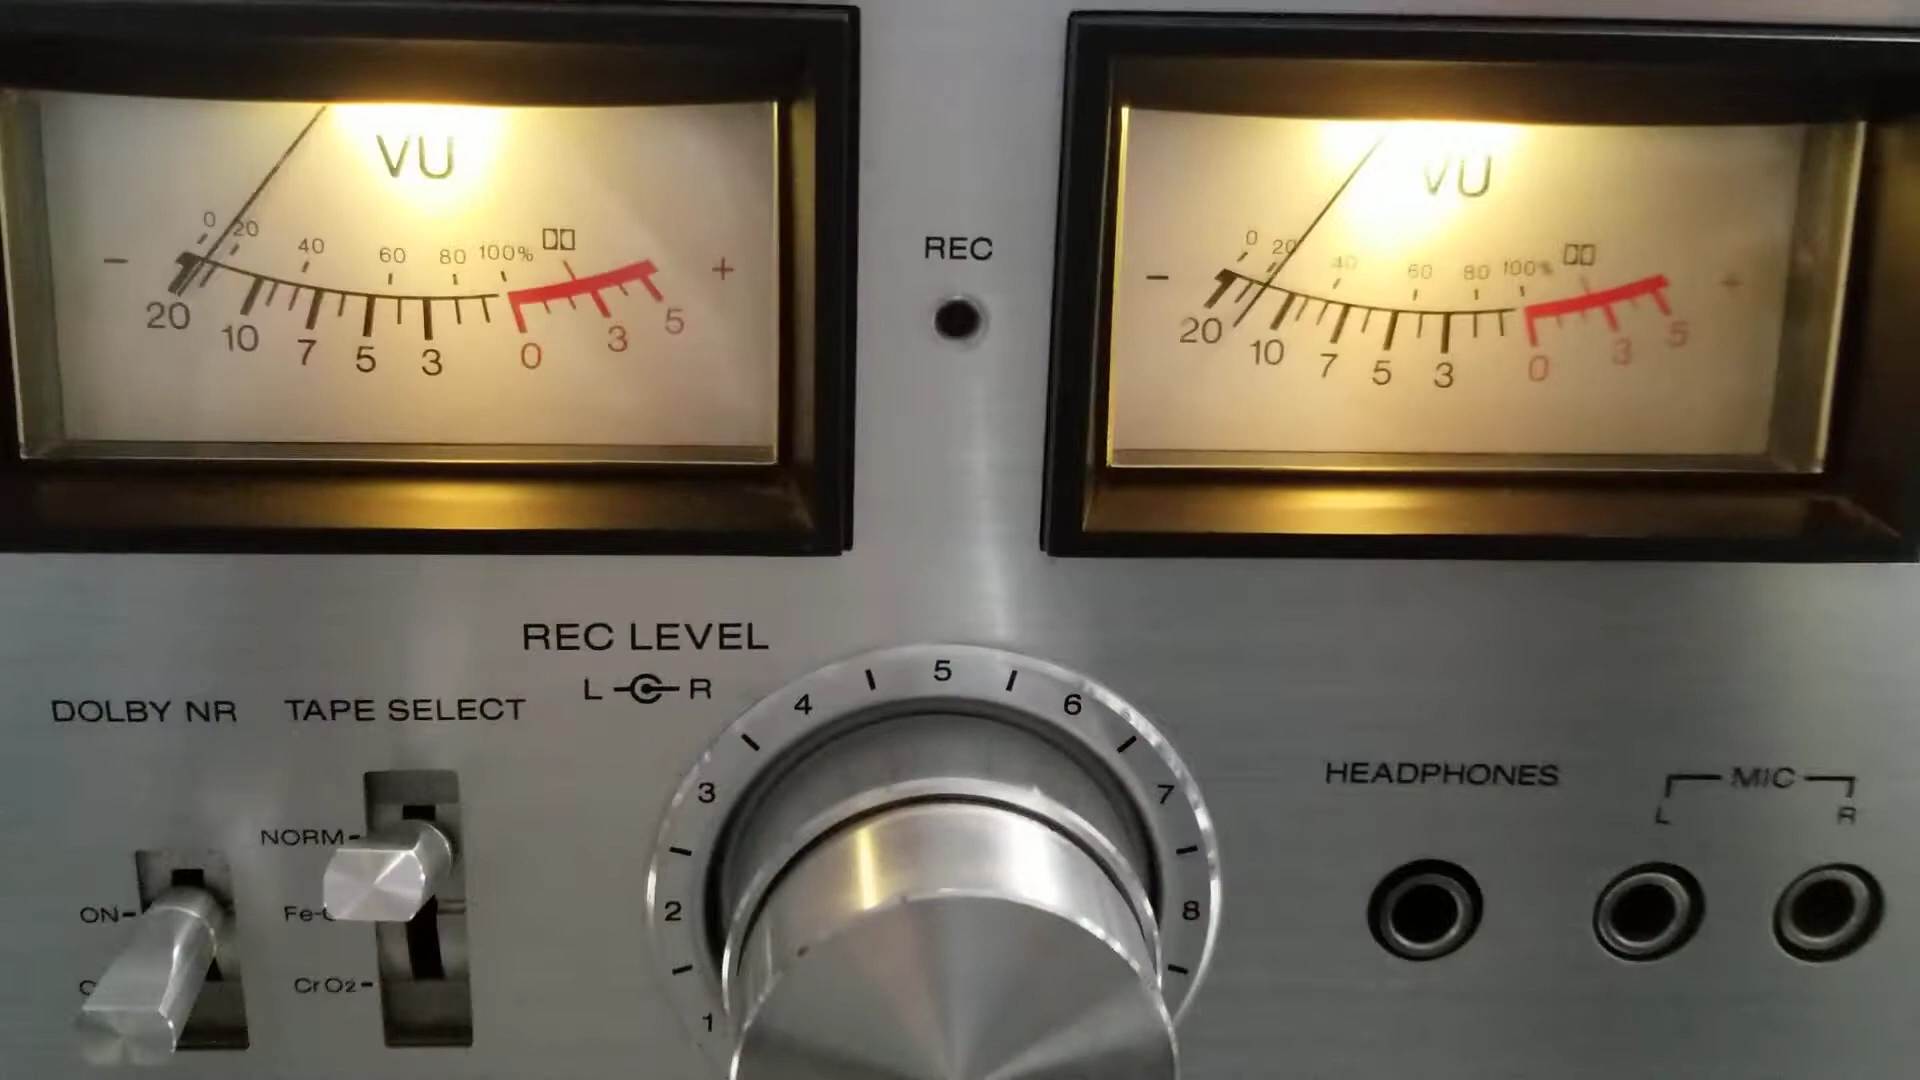 VU
0 20 40 60 80 100%
− +
20 10 7 5 3 0 3 5
REC
VU
0 20 40 60 80 100%
− +
20 10 7 5 3 0 3 5
REC LEVEL
L R
DOLBY NR
ON
TAPE SELECT
NORM
CrO2
1 2 3 4 5 6 7 8
HEADPHONES
MIC
L R